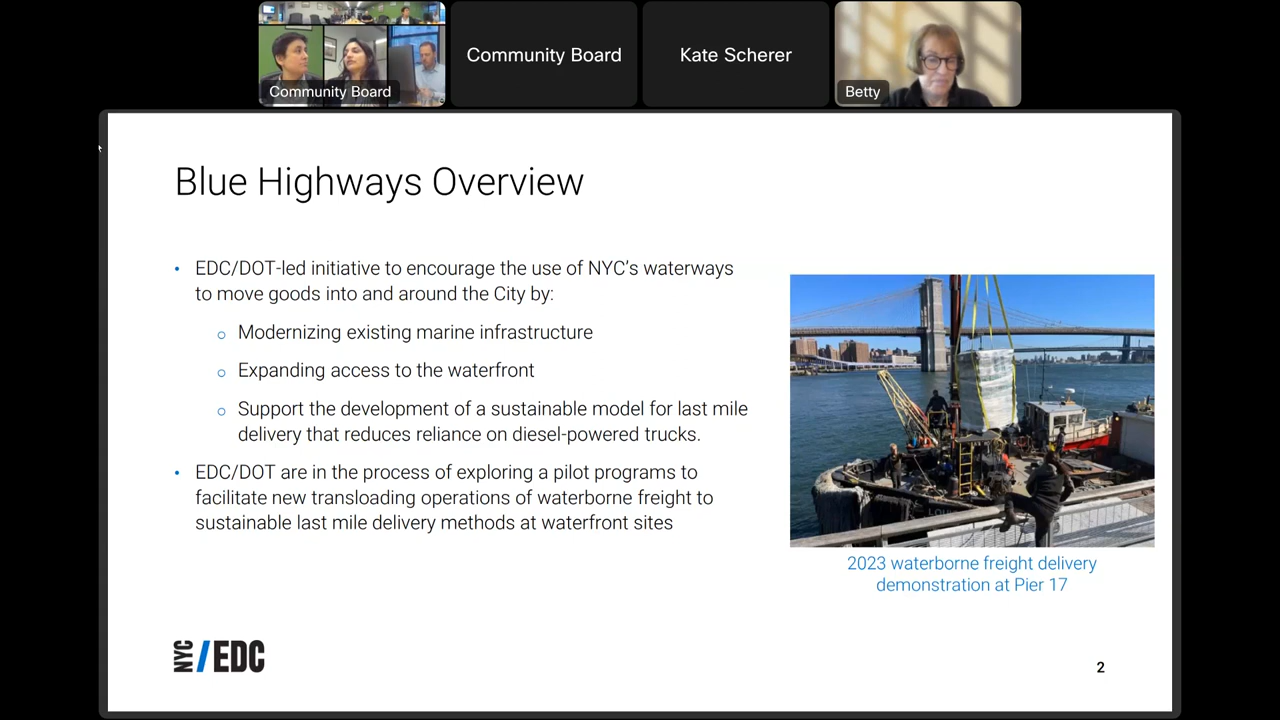 Community Board
Community Board
Kate Scherer
Betty
Blue Highways Overview
• EDC/DOT-led initiative to encourage the use of NYC's waterways
to move goods into and around the City by:
o Modernizing existing marine infrastructure
o Expanding access to the waterfront
o Support the development of a sustainable model for last mile
delivery that reduces reliance on diesel-powered trucks.
• EDC/DOT are in the process of exploring a pilot programs to
facilitate new transloading operations of waterborne freight to
sustainable last mile delivery methods at waterfront sites
2023 waterborne freight delivery
demonstration at Pier 17
NYC/EDC
2